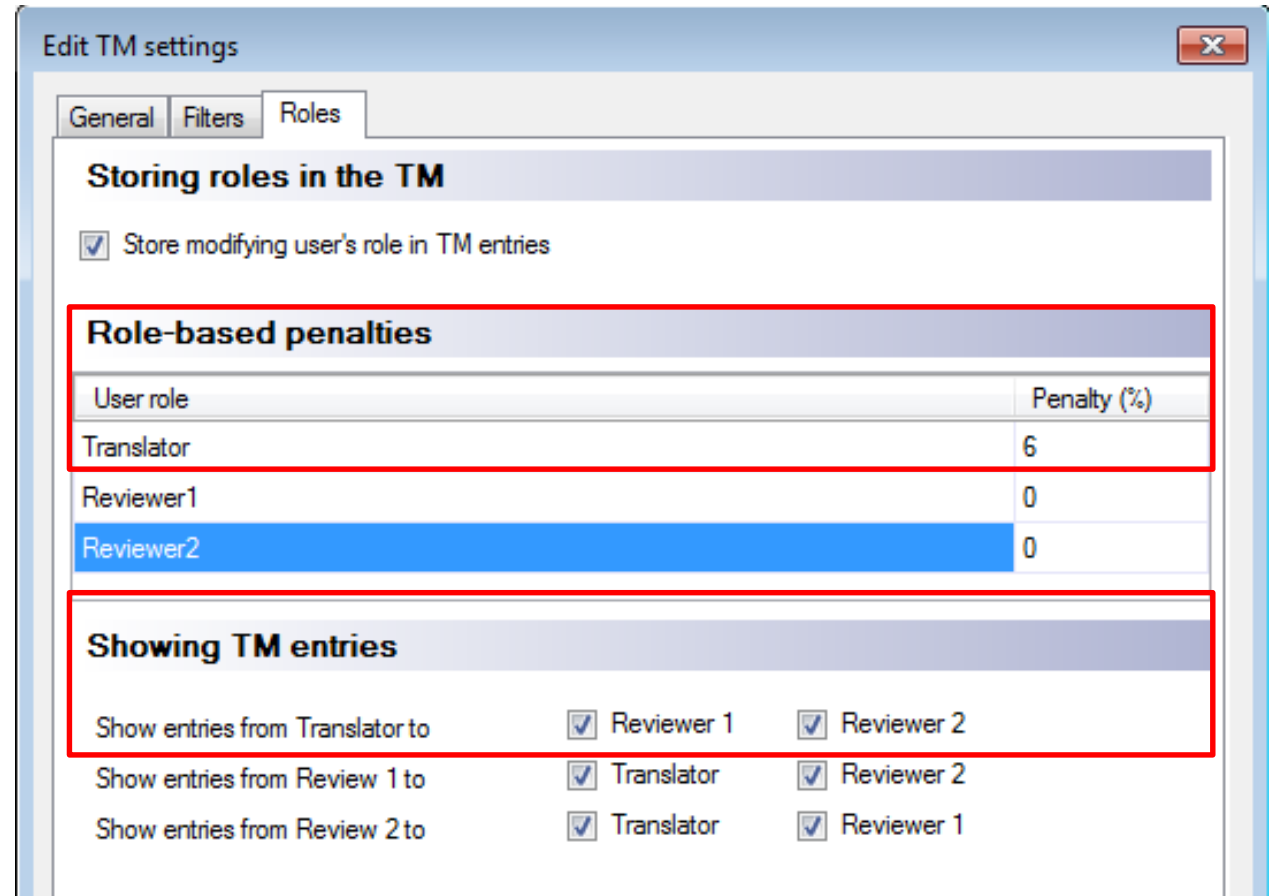 Edit TM settings
General Filters Roles
Storing roles in the TM
Store modifying user's role in TM entries
Role-based penalties
User role Penalty (%)
Translator 6
Reviewer1 0
Reviewer2 0
Showing TM entries
Show entries from Translator to Reviewer 1 Reviewer 2
Show entries from Review 1 to Translator Reviewer 2
Show entries from Review 2 to Translator Reviewer 1